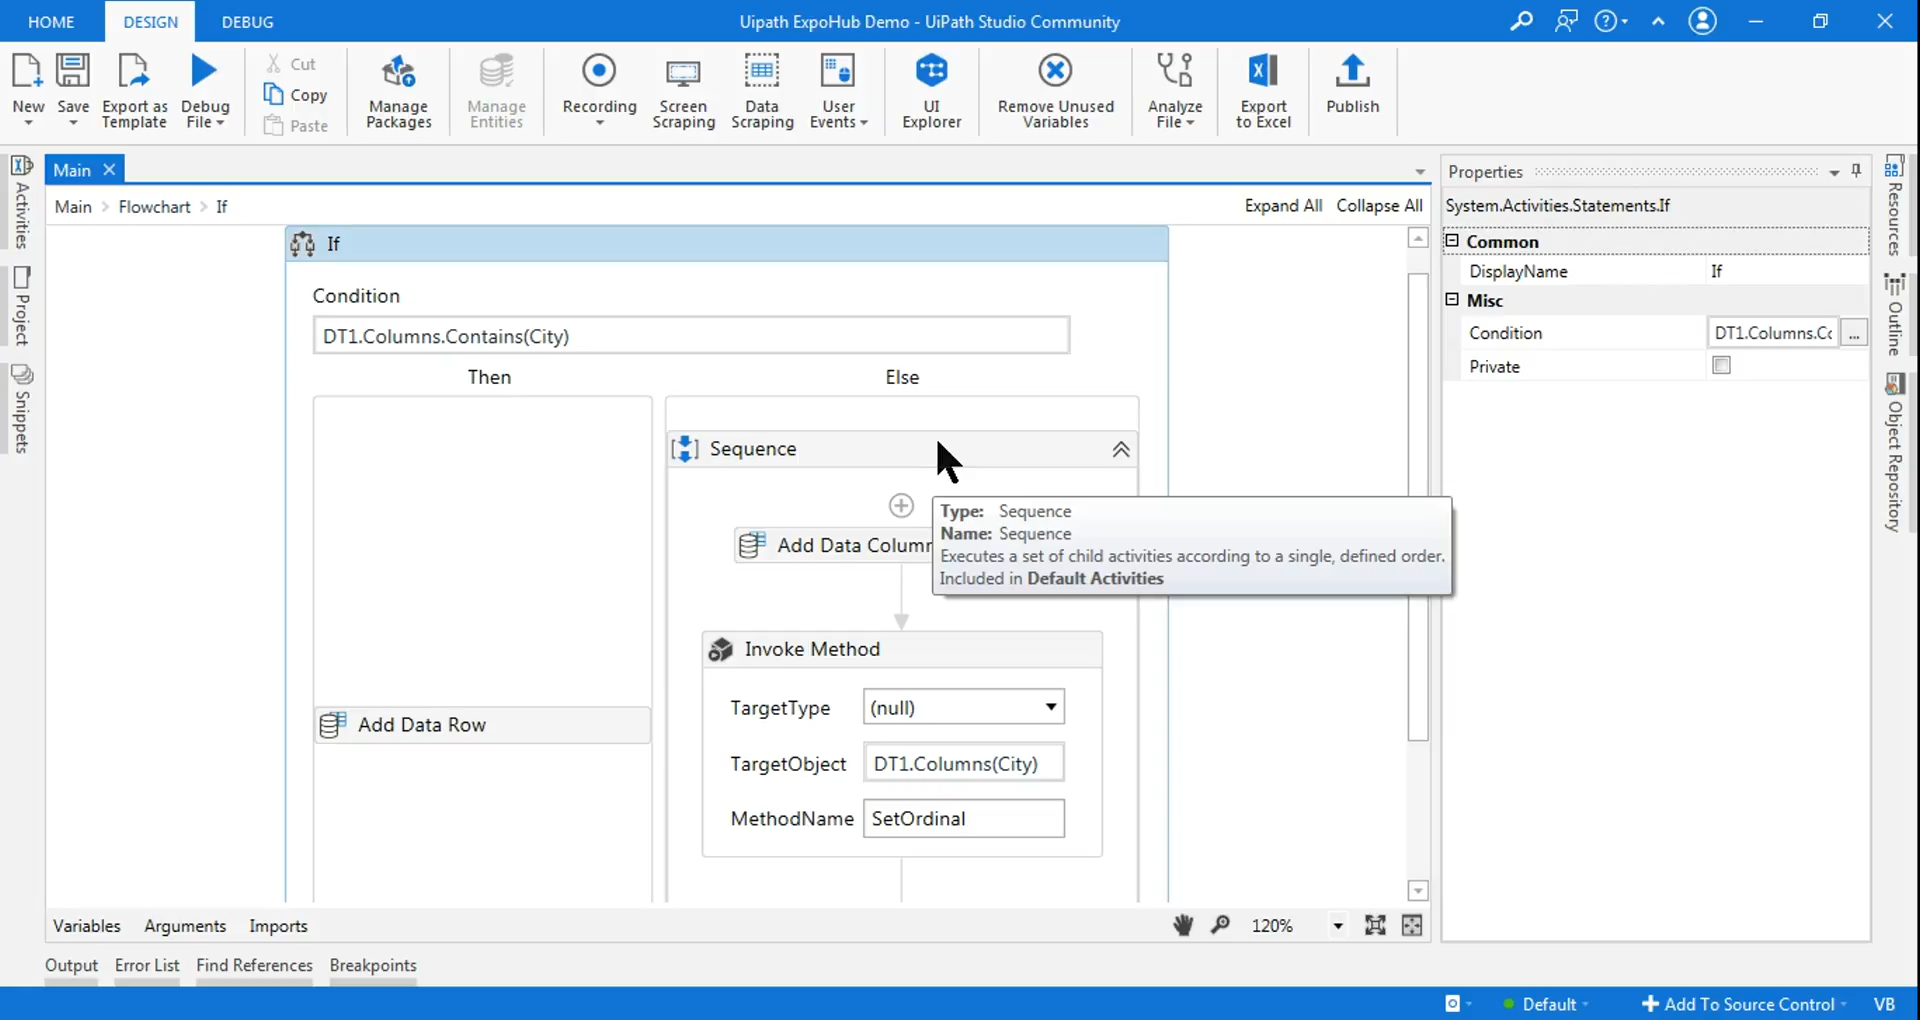 HOME DESIGN DEBUG Uipath ExpoHub Demo - UiPath Studio Community
New
Save
Export as
Template
Debug
File
Cut
Copy
Paste
Manage
Packages
Manage
Entities
Recording
Screen
Scraping
Data
Scraping
User
Events
UI
Explorer
Remove Unused
Variables
Analyze
File
Export
to Excel
Publish
Activities
Project
Snippets
Main
Main > Flowchart > If
Expand All Collapse All
If
Condition
DT1.Columns.Contains(City)
Then Else
Sequence
Add Data Column
Type: Sequence
Name: Sequence
Executes a set of child activities according to a single, defined order.
Included in Default Activities
Invoke Method
TargetType (null)
TargetObject DT1.Columns(City)
MethodName SetOrdinal
Add Data Row
Properties
System.Activities.Statements.If
Common
DisplayName If
Misc
Condition DT1.Columns.Cc ...
Private
Resources
Outline
Object Repository
Variables Arguments Imports 120%
Output Error List Find References Breakpoints
Default Add To Source Control VB